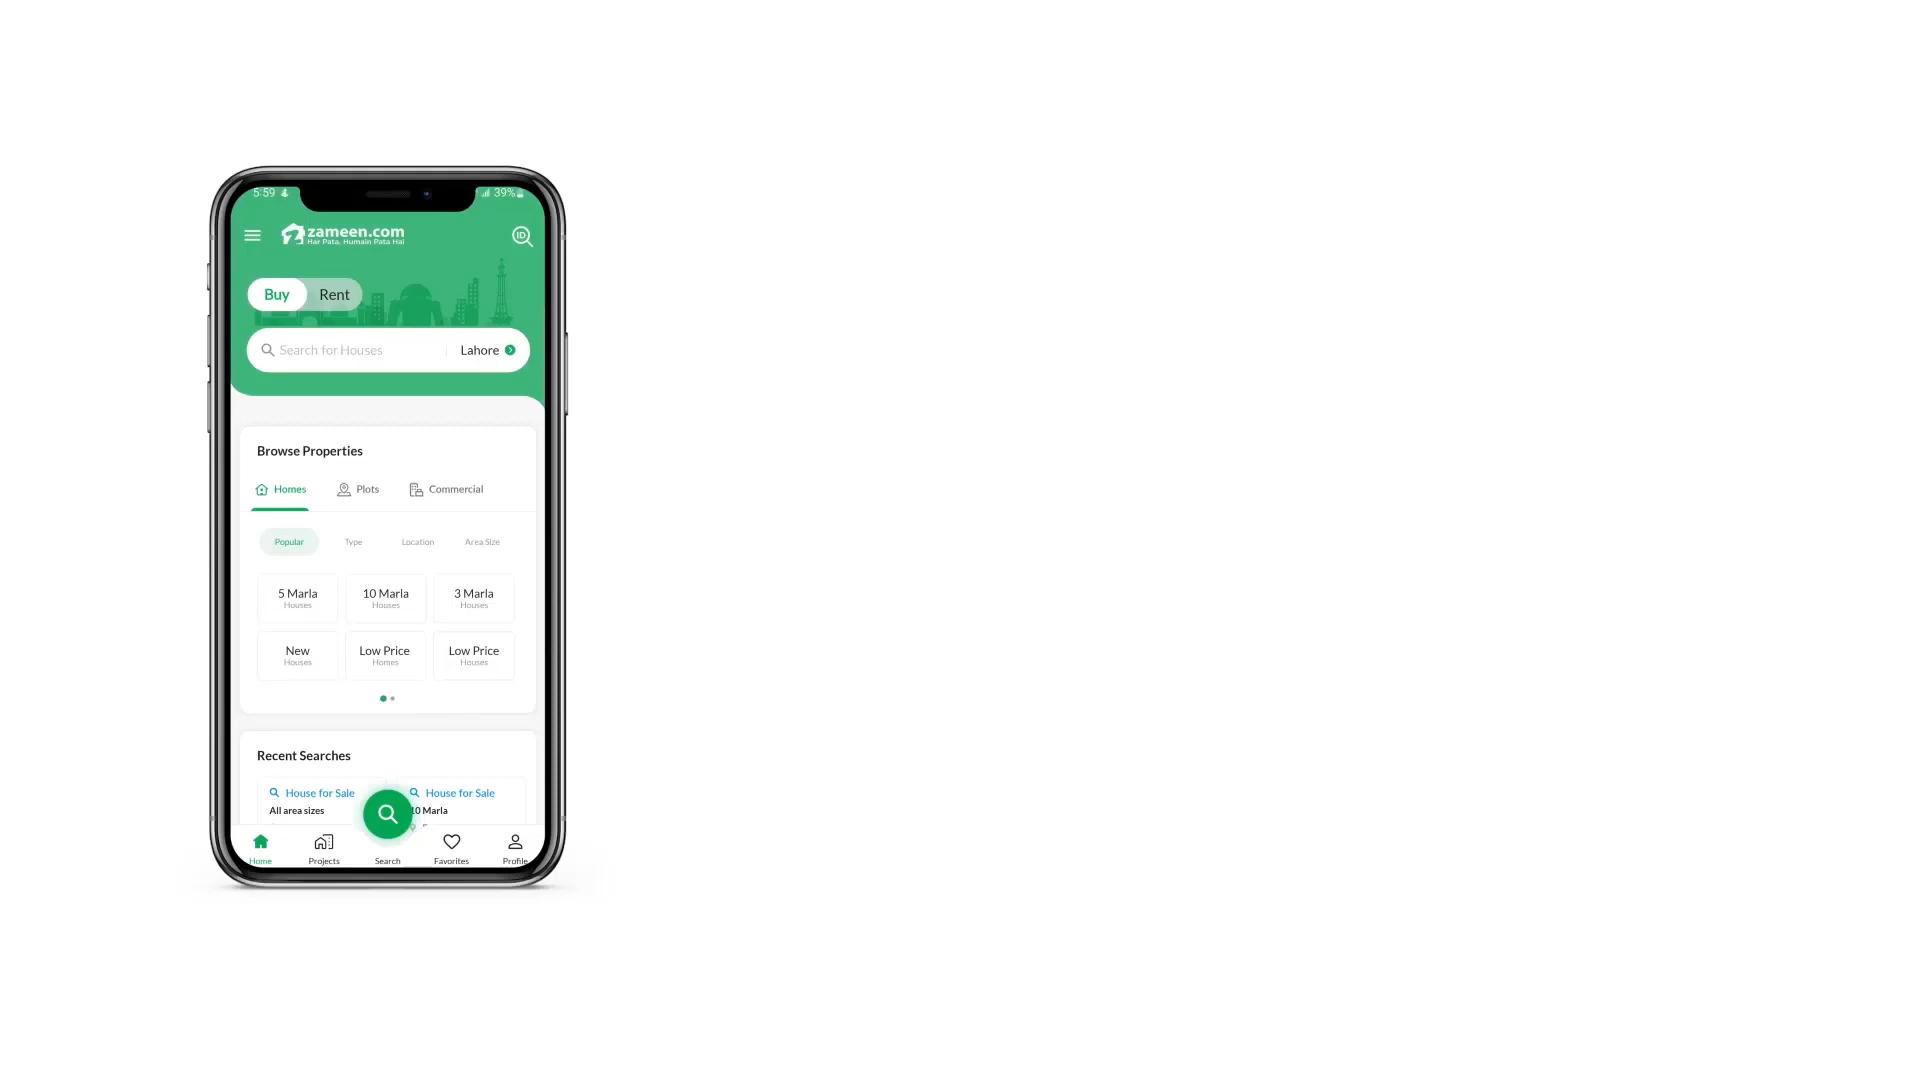 5:59 39%
zameen.com
Har Pata, Humain Pata Hai
ID
Buy Rent
Search for Houses Lahore
Browse Properties
Homes Plots Commercial
Popular Type Location Area Size
5 Marla 10 Marla 3 Marla
Houses Houses Houses
New Low Price Low Price
Houses Homes Houses
Recent Searches
House for Sale House for Sale
All area sizes 10 Marla
Home Projects Search Favorites Profile